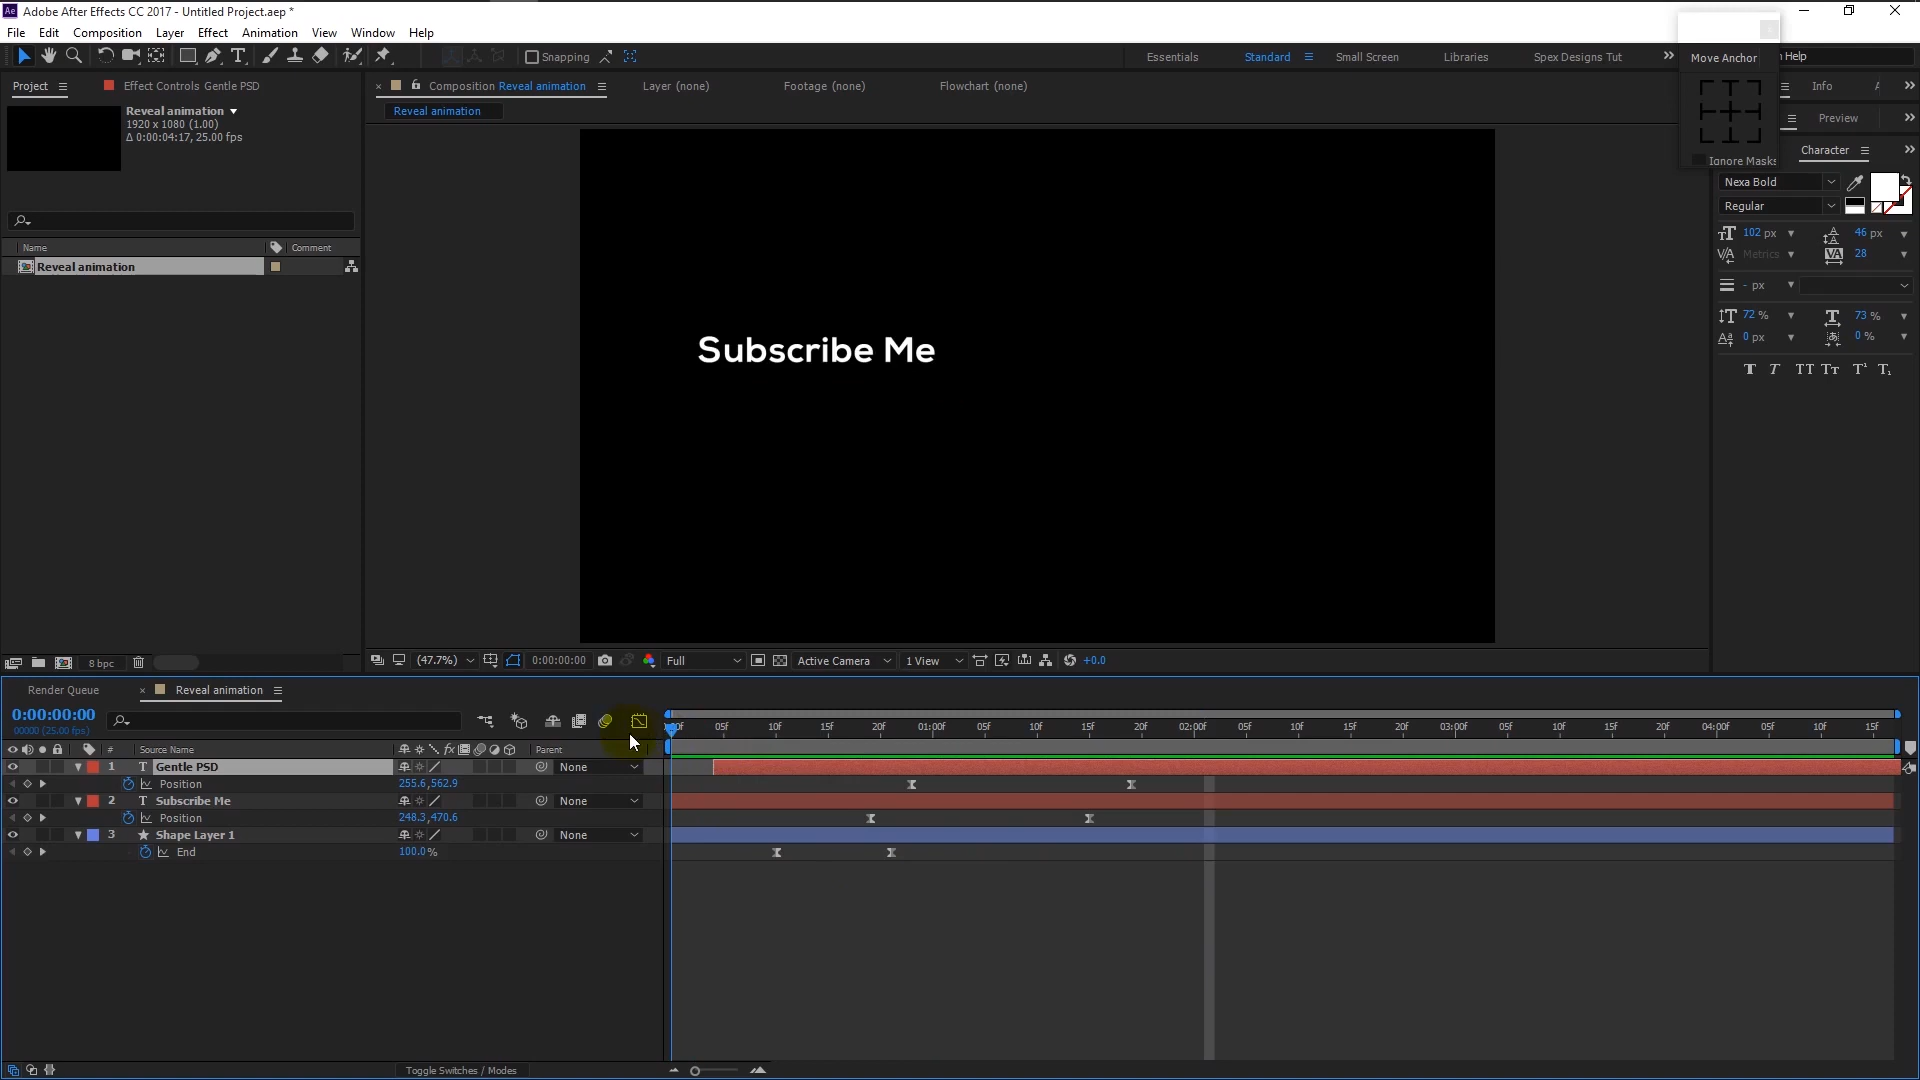 Adobe After Effects CC 2017 - Untitled Project.aep *
File Edit Composition Layer Effect Animation View Window Help
Snapping
Essentials Standard Small Screen Libraries Spex Designs Tut
Move Anchor
Ignore Masks
Project
Effect Controls Gentle PSD
Composition Reveal animation
Layer (none)
Footage (none)
Flowchart (none)
Info
Reveal animation
1920 x 1080 (1.00)
Δ 0:00:04:17, 25.00 fps
Reveal animation
Preview
Character
Nexa Bold
Regular
102 px
46 px
Metrics
28
- px
72 %
73 %
0 px
0 %
T T TT Tт T¹ T₁
Name
Comment
Reveal animation
Subscribe Me
8 bpc
(47.7%)
0:00:00:00
Full
Active Camera
1 View
+0.0
Render Queue
Reveal animation
0:00:00:00
00000 (25.00 fps)
05f 10f 15f 20f 01:00f 05f 10f 15f 20f 02:00f 05f 10f 15f 20f 03:00f 05f 10f 15f 20f 04:00f 05f 10f 15f
# Source Name
Parent
1 T Gentle PSD
None
Position
255.6,562.9
2 T Subscribe Me
None
Position
248.3,470.6
3 Shape Layer 1
None
End
100.0%
Toggle Switches / Modes